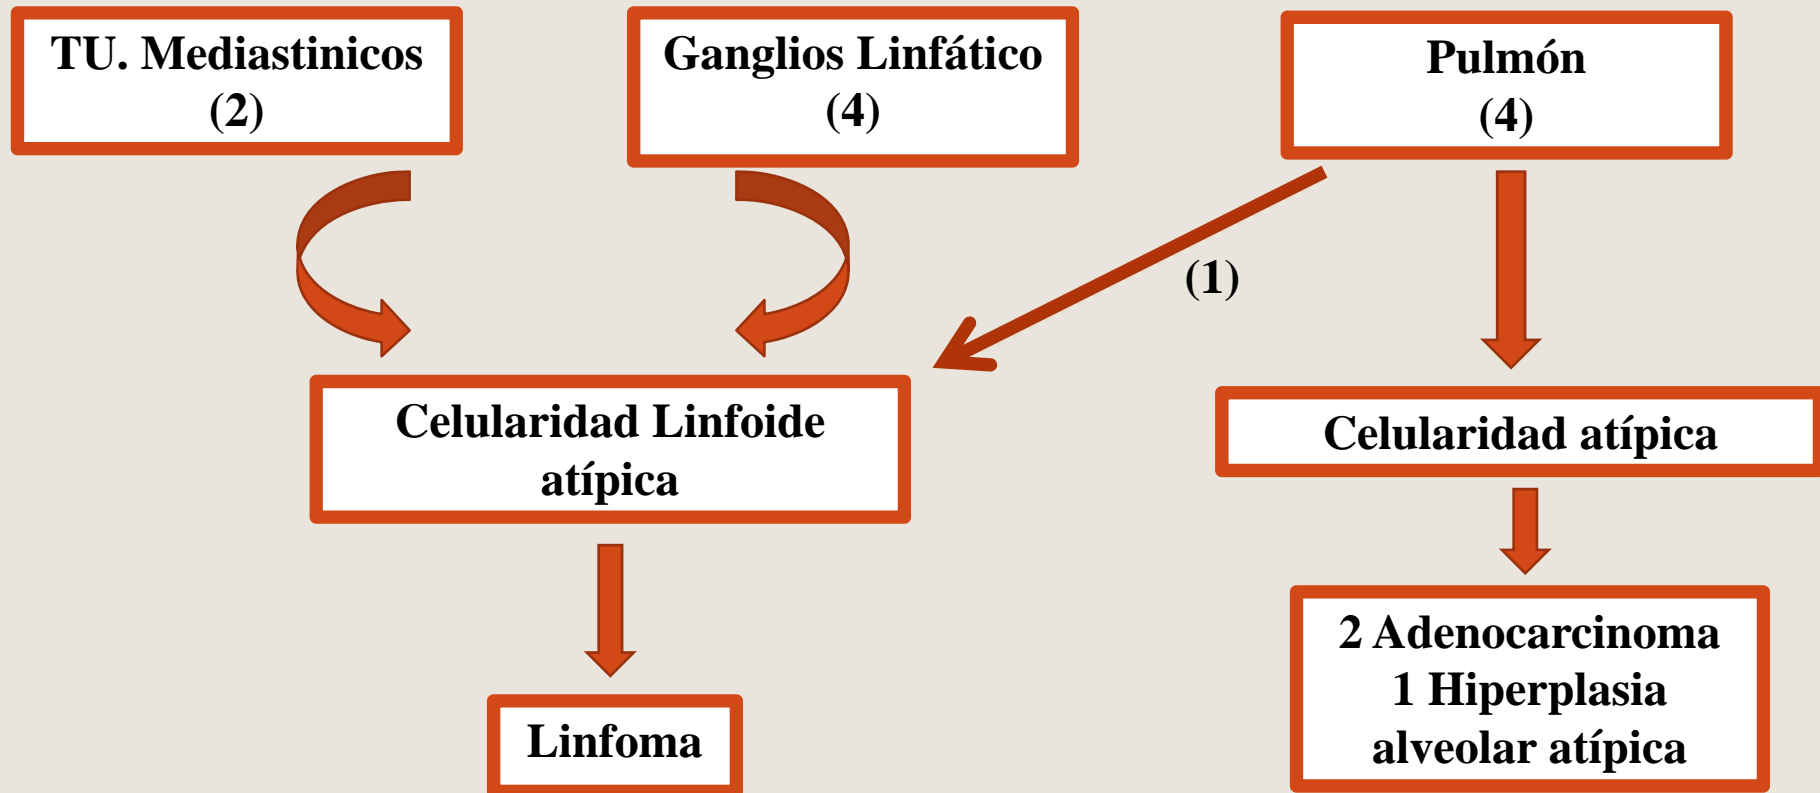 TU. Mediastinicos
(2)
Ganglios Linfático
(4)
Pulmón
(4)
(1)
Celularidad Linfoide
atípica
Celularidad atípica
Linfoma
2 Adenocarcinoma
1 Hiperplasia
alveolar atípica